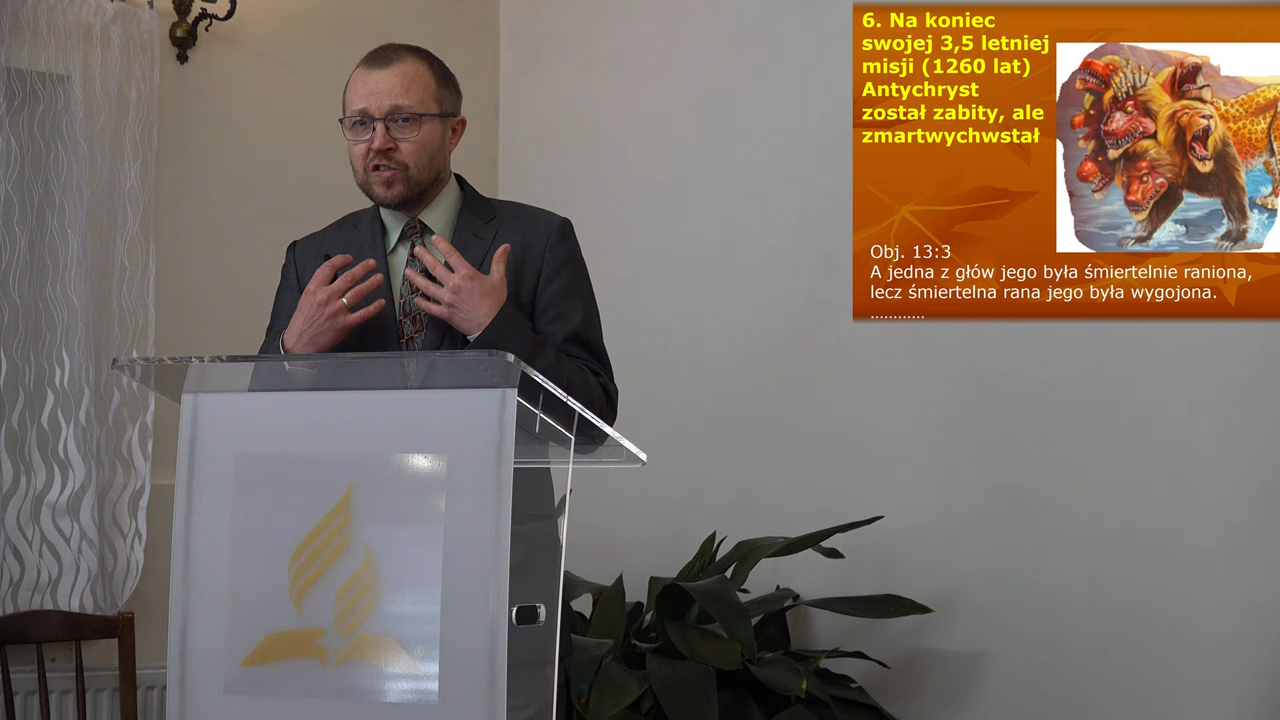 6. Na koniec
swojej 3,5 letniej
misji (1260 lat)
Antychryst
został zabity, ale
zmartwychwstał
Obj. 13:3
A jedna z głów jego była śmiertelnie raniona,
lecz śmiertelna rana jego była wygojona.
............